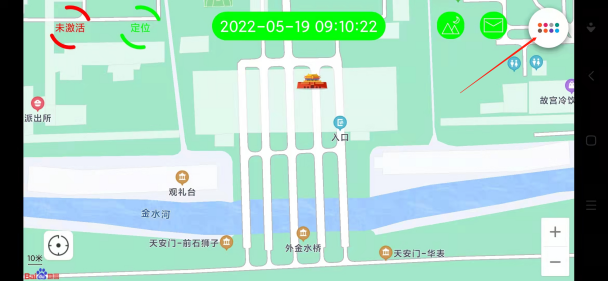 未激活
定位
2022-05-19 09:10:22
派出所
故宫冷饮
入口
观礼台
金水河
天安门-前石狮子
外金水桥
天安门-华表
10米
+
−
Bai